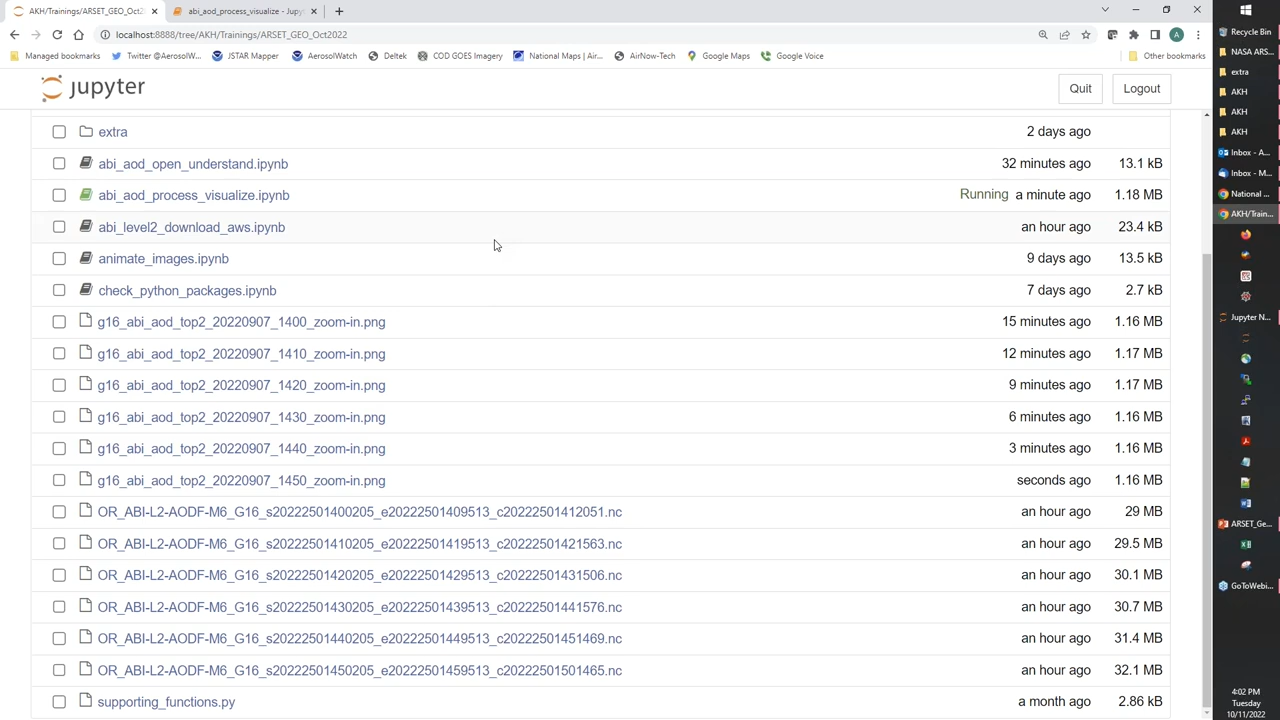 AKH/Trainings/ARSET_GEO_Oct2
abi_aod_process_visualize - Jupyt
localhost:8888/tree/AKH/Trainings/ARSET_GEO_Oct2022
A
Managed bookmarks
Twitter @AerosolW...
JSTAR Mapper
AerosolWatch
Deltek
COD GOES Imagery
National Maps | Air...
AirNow-Tech
Google Maps
Google Voice
Other bookmarks
jupyter
Quit
Logout
extra 2 days ago
abi_aod_open_understand.ipynb 32 minutes ago 13.1 kB
abi_aod_process_visualize.ipynb Running a minute ago 1.18 MB
abi_level2_download_aws.ipynb an hour ago 23.4 kB
animate_images.ipynb 9 days ago 13.5 kB
check_python_packages.ipynb 7 days ago 2.7 kB
g16_abi_aod_top2_20220907_1400_zoom-in.png 15 minutes ago 1.16 MB
g16_abi_aod_top2_20220907_1410_zoom-in.png 12 minutes ago 1.17 MB
g16_abi_aod_top2_20220907_1420_zoom-in.png 9 minutes ago 1.17 MB
g16_abi_aod_top2_20220907_1430_zoom-in.png 6 minutes ago 1.16 MB
g16_abi_aod_top2_20220907_1440_zoom-in.png 3 minutes ago 1.16 MB
g16_abi_aod_top2_20220907_1450_zoom-in.png seconds ago 1.16 MB
OR_ABI-L2-AODF-M6_G16_s20222501400205_e20222501409513_c20222501412051.nc an hour ago 29 MB
OR_ABI-L2-AODF-M6_G16_s20222501410205_e20222501419513_c20222501421563.nc an hour ago 29.5 MB
OR_ABI-L2-AODF-M6_G16_s20222501420205_e20222501429513_c20222501431506.nc an hour ago 30.1 MB
OR_ABI-L2-AODF-M6_G16_s20222501430205_e20222501439513_c20222501441576.nc an hour ago 30.7 MB
OR_ABI-L2-AODF-M6_G16_s20222501440205_e20222501449513_c20222501451469.nc an hour ago 31.4 MB
OR_ABI-L2-AODF-M6_G16_s20222501450205_e20222501459513_c20222501501465.nc an hour ago 32.1 MB
supporting_functions.py a month ago 2.86 kB
Recycle Bin
NASA ARS...
extra
AKH
AKH
AKH
Inbox - A...
Inbox - M...
National ...
AKH/Train...
Jupyter N...
ARSET_Ge...
GoToWebi...
4:02 PM
Tuesday
10/11/2022